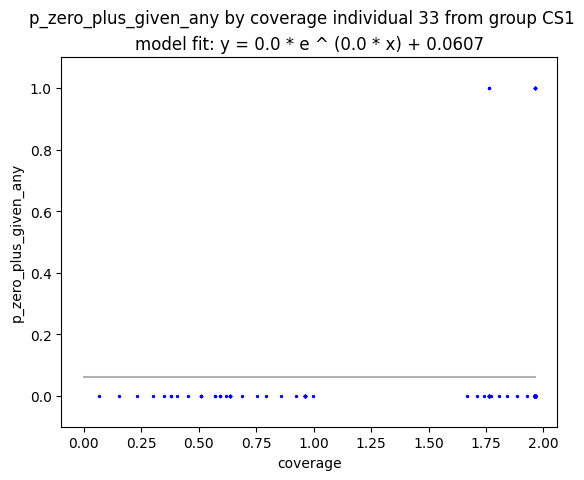 p_zero_plus_given_any by coverage individual 33 from group CS1
model fit: y = 0.0 * e ^ (0.0 * x) + 0.0607
p_zero_plus_given_any
1.0
0.8
0.6
0.4
0.2
0.0
0.00 0.25 0.50 0.75 1.00 1.25 1.50 1.75 2.00
coverage